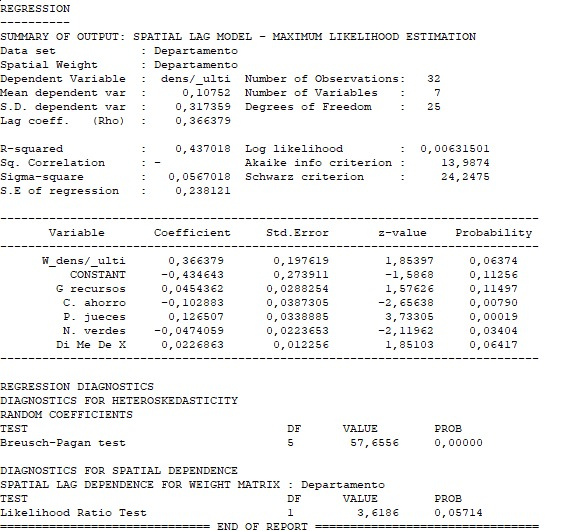 REGRESSION
----------
SUMMARY OF OUTPUT: SPATIAL LAG MODEL - MAXIMUM LIKELIHOOD ESTIMATION
Data set : Departamento
Spatial Weight : Departamento
Dependent Variable : dens/_ulti Number of Observations: 32
Mean dependent var : 0,10752 Number of Variables : 7
S.D. dependent var : 0,317359 Degrees of Freedom : 25
Lag coeff. (Rho) : 0,366379
R-squared : 0,437018 Log likelihood : 0,00631501
Sq. Correlation : - Akaike info criterion : 13,9874
Sigma-square : 0,0567018 Schwarz criterion : 24,2475
S.E of regression : 0,238121
Variable Coefficient Std.Error z-value Probability
W_dens/_ulti 0,366379 0,197619 1,85397 0,06374
CONSTANT -0,434643 0,273911 -1,5868 0,11256
G recursos 0,0454362 0,0288254 1,57626 0,11497
C. ahorro -0,102883 0,0387305 -2,65638 0,00790
P. jueces 0,126507 0,0338885 3,73305 0,00019
N. verdes -0,0474059 0,0223653 -2,11962 0,03404
Di Me De X 0,0226863 0,012256 1,85103 0,06417
REGRESSION DIAGNOSTICS
DIAGNOSTICS FOR HETEROSKEDASTICITY
RANDOM COEFFICIENTS
TEST DF VALUE PROB
Breusch-Pagan test 5 57,6556 0,00000
DIAGNOSTICS FOR SPATIAL DEPENDENCE
SPATIAL LAG DEPENDENCE FOR WEIGHT MATRIX : Departamento
TEST DF VALUE PROB
Likelihood Ratio Test 1 3,6186 0,05714
============================ END OF REPORT ============================